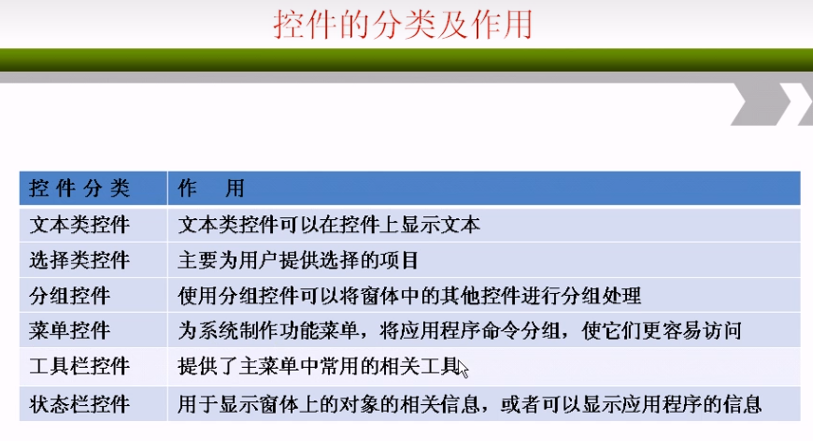 控件的分类及作用
控 件 分 类 作 用
文本类控件 文本类控件可以在控件上显示文本
选择类控件 主要为用户提供选择的项目
分组控件 使用分组控件可以将窗体中的其他控件进行分组处理
菜单控件 为系统制作功能菜单，将应用程序命令分组，使它们更容易访问
工具栏控件 提供了主菜单中常用的相关工具
状态栏控件 用于显示窗体上的对象的相关信息，或者可以显示应用程序的信息